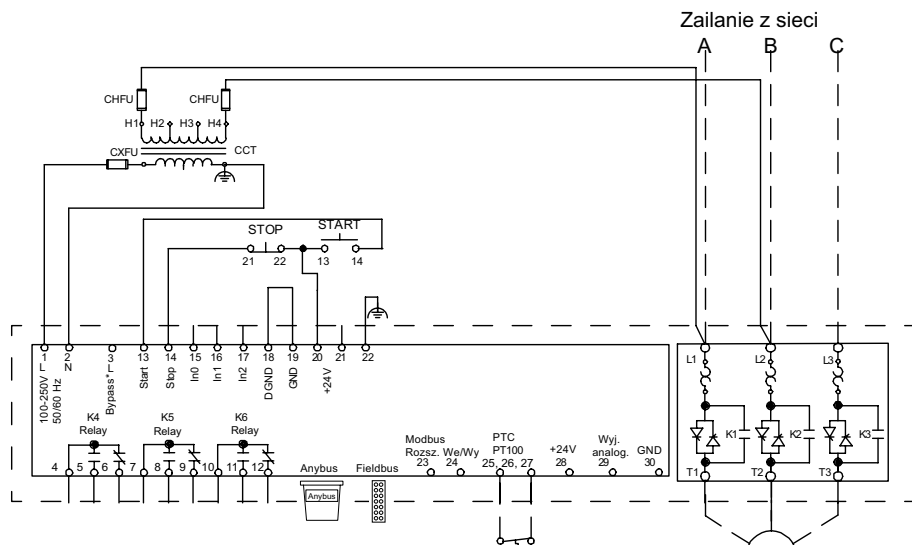 Zailanie z sieci
A B C
CHFU CHFU
H1 H2 H3 H4
CXFU CCT
STOP START
21 22 13 14
1 2 3 13 14 15 16 17 18 19 20 21 22
L N L Start Stop In0 In1 In2 DGND GND +24V
100-250V
50/60 Hz
Bypass*
L1 L2 L3
K4 K5 K6
Relay Relay Relay
K1 K2 K3
4 5 6 7 8 9 10 11 12
Anybus Fieldbus
Modbus
Rozsz. We/Wy
23 24
PTC
PT100
25, 26, 27
+24V
28
Wyj.
analog.
29
GND
30
Anybus
T1 T2 T3